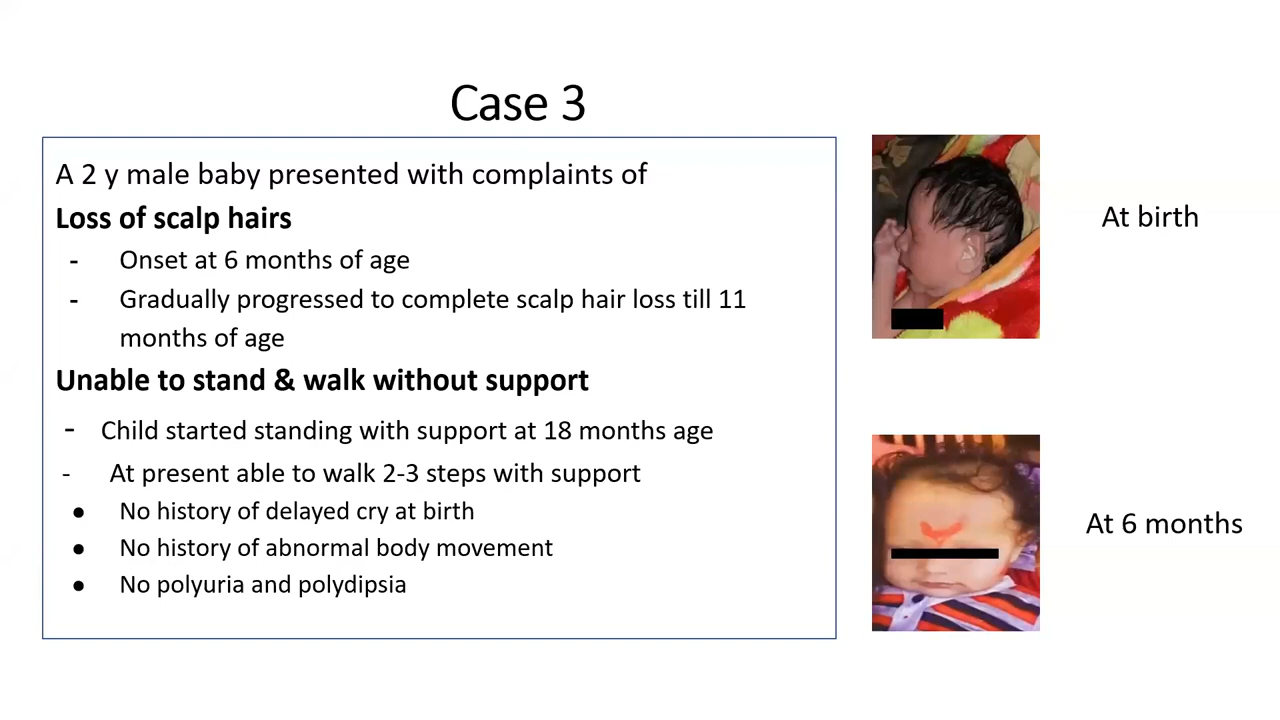 Case 3
A 2 y male baby presented with complaints of
Loss of scalp hairs
- Onset at 6 months of age
- Gradually progressed to complete scalp hair loss till 11
months of age
Unable to stand & walk without support
- Child started standing with support at 18 months age
- At present able to walk 2-3 steps with support
● No history of delayed cry at birth
● No history of abnormal body movement
● No polyuria and polydipsia
At birth
At 6 months